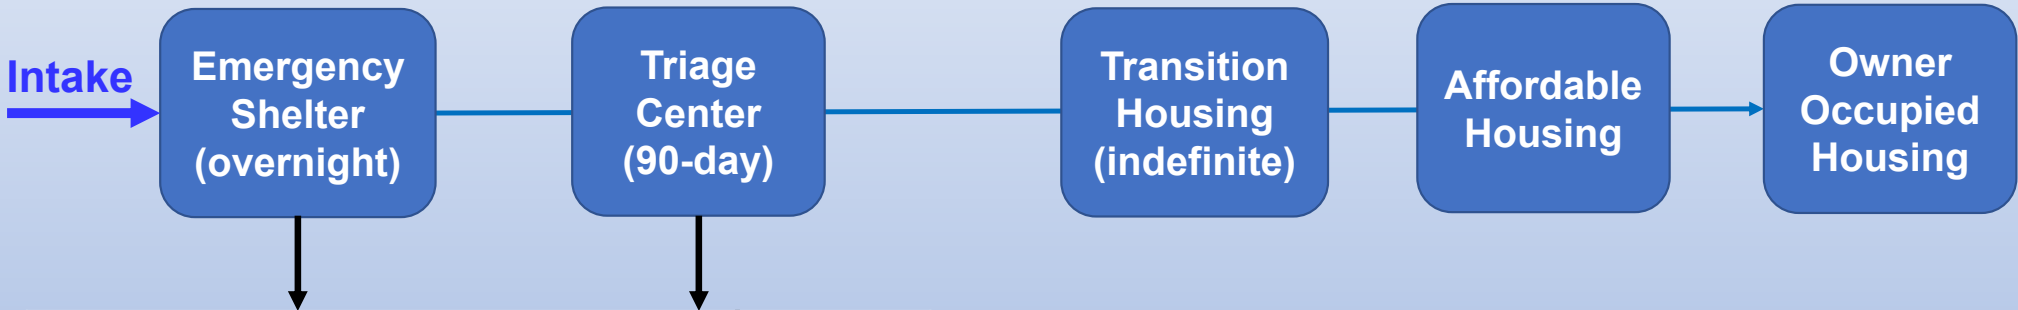 Intake
Emergency
Shelter
(overnight)
Triage
Center
(90-day)
Transition
Housing
(indefinite)
Affordable
Housing
Owner
Occupied
Housing